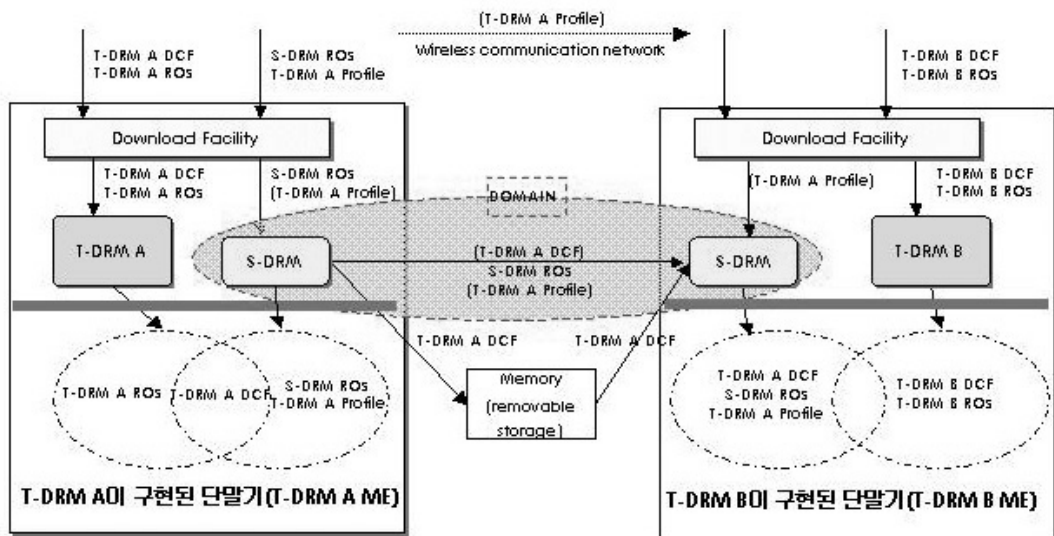 (T-DRM A Profile)
Wireless communication network
T-DRM A DCF
T-DRM A ROs
S-DRM ROs
T-DRM A Profile
T-DRM B DCF
T-DRM B ROs
Download Facility
Download Facility
T-DRM A DCF
T-DRM A ROs
S-DRM ROs
(T-DRM A Profile)
(T-DRM A Profile)
T-DRM B DCF
T-DRM B ROs
DOMAIN
T-DRM A
S-DRM
(T-DRM A DCF)
S-DRM ROs
(T-DRM A Profile)
S-DRM
T-DRM B
T-DRM A DCF
T-DRM A DCF
Memory
(removable
storage)
T-DRM A ROs
T-DRM A DCF
S-DRM ROs
T-DRM A Profile
T-DRM A DCF
S-DRM ROs
T-DRM A Profile
T-DRM B DCF
T-DRM B ROs
T-DRM A이 구현된 단말기(T-DRM A ME)
T-DRM B이 구현된 단말기(T-DRM B ME)